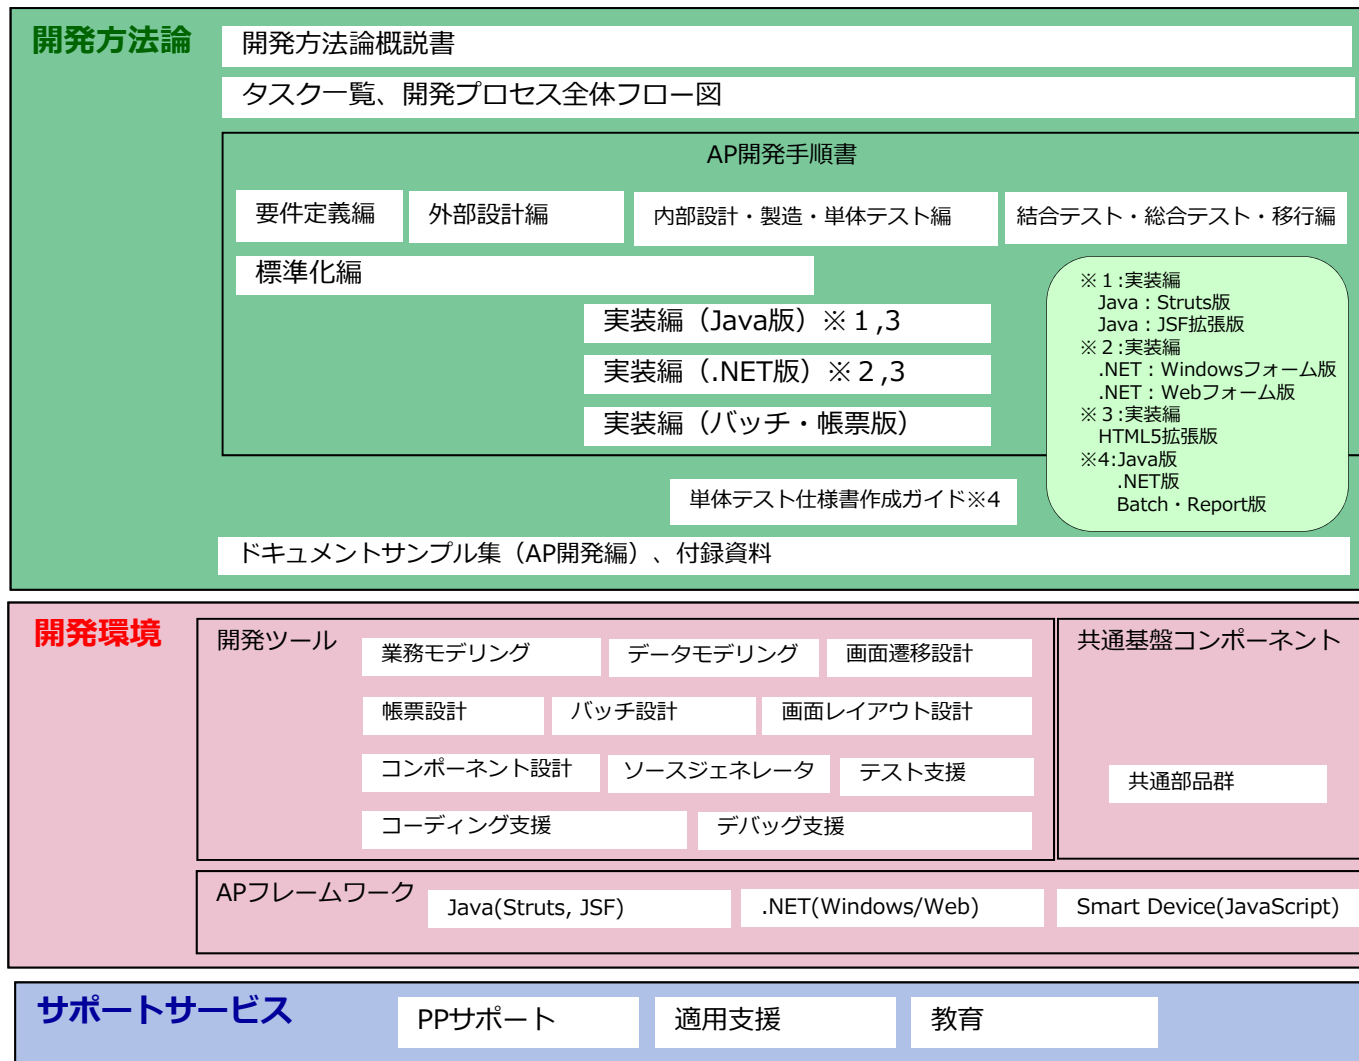 開発方法論
開発方法論概説書
タスク一覧、開発プロセス全体フロー図
AP開発手順書
要件定義編
外部設計編
内部設計・製造・単体テスト編
結合テスト・総合テスト・移行編
標準化編
実装編（Java版）※１,3
実装編（.NET版）※２,3
実装編（バッチ・帳票版）
※１:実装編
Java：Struts版
Java：JSF拡張版
※２:実装編
.NET：Windowsフォーム版
.NET：Webフォーム版
※３:実装編
HTML5拡張版
※4:Java版
.NET版
Batch・Report版
単体テスト仕様書作成ガイド※4
ドキュメントサンプル集（AP開発編）、付録資料
開発環境
開発ツール
業務モデリング
データモデリング
画面遷移設計
帳票設計
バッチ設計
画面レイアウト設計
コンポーネント設計
ソースジェネレータ
テスト支援
コーディング支援
デバッグ支援
共通基盤コンポーネント
共通部品群
APフレームワーク
Java(Struts, JSF)
.NET(Windows/Web)
Smart Device(JavaScript)
サポートサービス
PPサポート
適用支援
教育